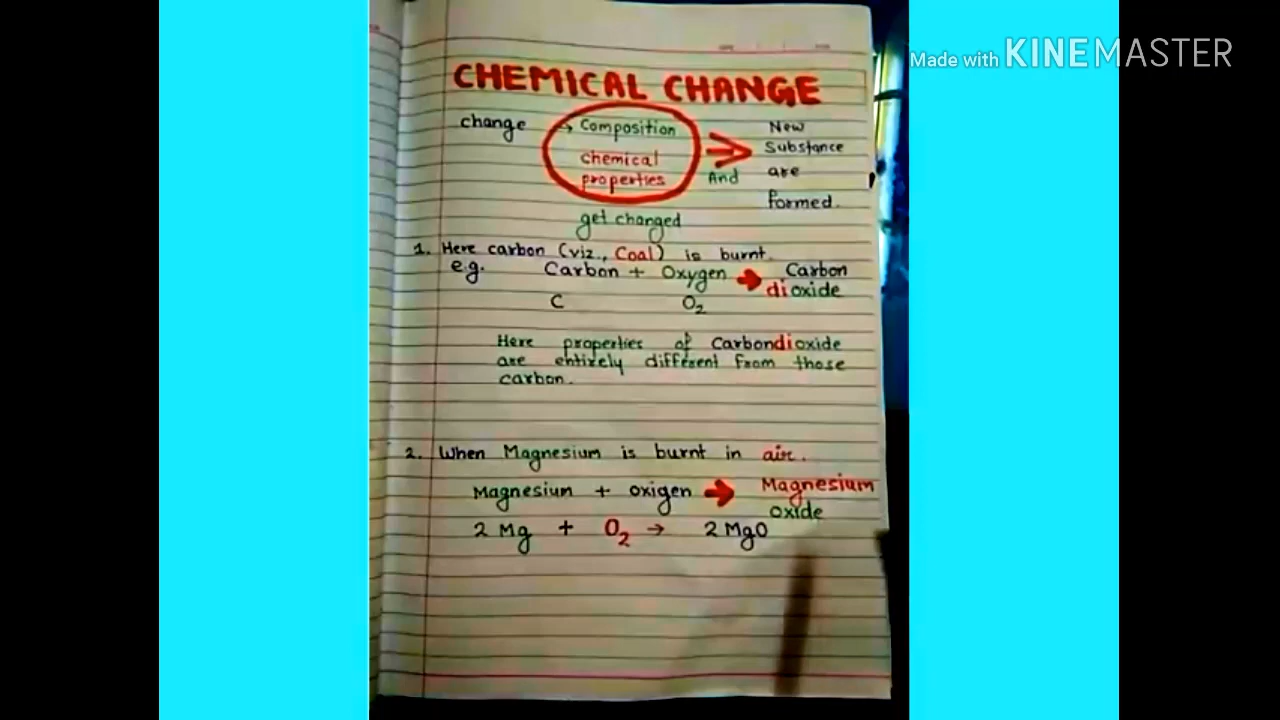 Made with KINEMASTER
CHEMICAL CHANGE
change → Composition
chemical
properties
get changed
And
New
Substance
are
formed.
1. Here carbon (viz., Coal) is burnt.
e.g. Carbon + Oxygen → Carbon
dioxide
C O₂
Here properties of Carbondioxide
are entirely different from those
carbon.
2. When Magnesium is burnt in air.
Magnesium + oxigen → Magnesium
oxide
2 Mg + O₂ → 2 MgO